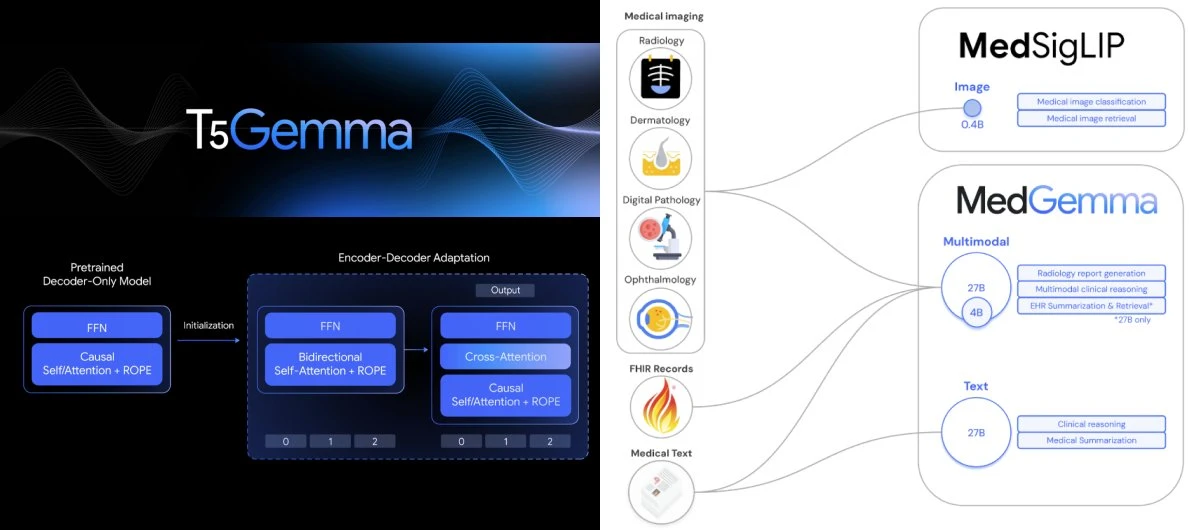 T5Gemma
Pretrained
Decoder-Only Model
FFN
Causal
Self/Attention + ROPE
Initialization
Encoder-Decoder Adaptation
Output
FFN
Bidirectional
Self-Attention + ROPE
FFN
Cross-Attention
Causal
Self/Attention + ROPE
0 1 2
0 1 2
Medical imaging
Radiology
Dermatology
Digital Pathology
Ophthalmology
FHIR Records
Medical Text
MedSigLIP
Image
0.4B
Medical image classification
Medical image retrieval
MedGemma
Multimodal
27B
4B
Radiology report generation
Multimodal clinical reasoning
EHR Summarization & Retrieval*
*27B only
Text
27B
Clinical reasoning
Medical Summarization